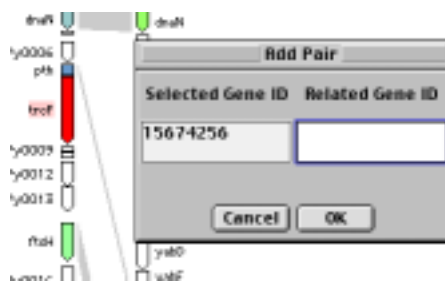 dnaN
dnaN
y0006
pth
Add Pair
Selected Gene ID
Related Gene ID
trcF
15674256
y0009
y0012
y0013
Cancel
OK
ftsH
yabD
yabE